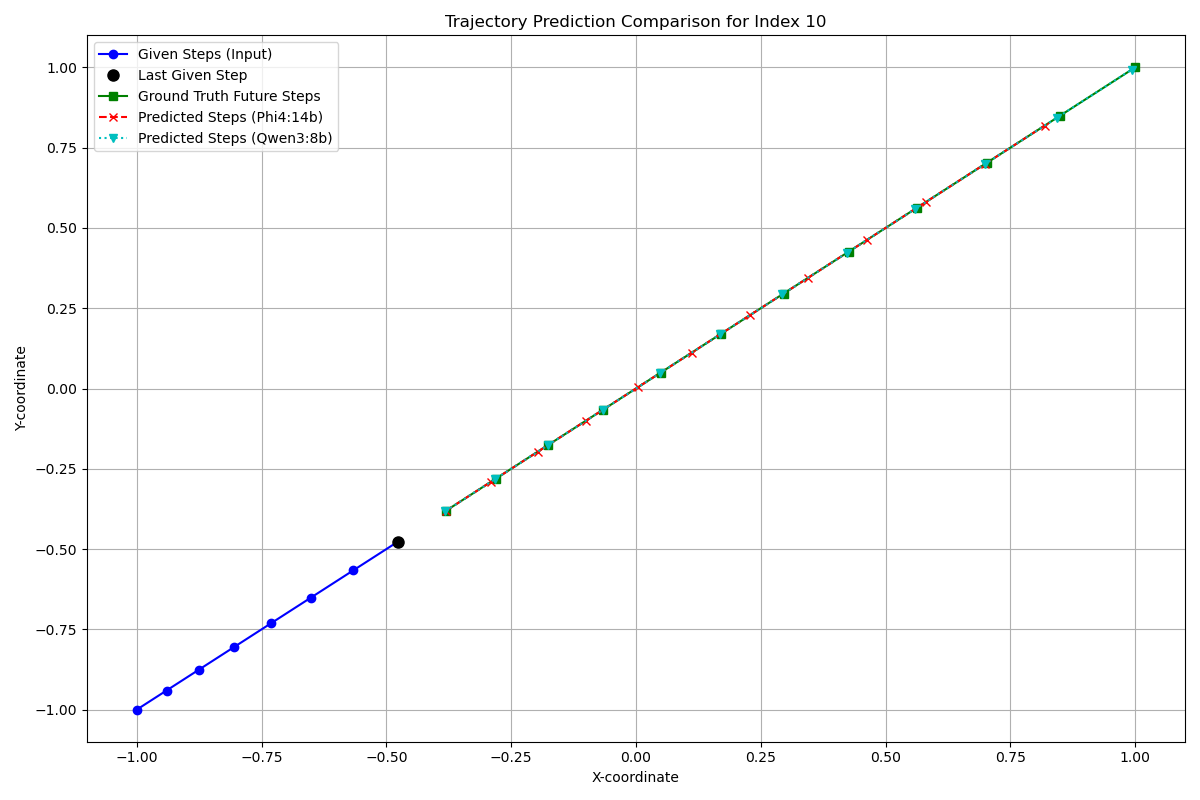 Trajectory Prediction Comparison for Index 10
Given Steps (Input)
Last Given Step
Ground Truth Future Steps
Predicted Steps (Phi4:14b)
Predicted Steps (Qwen3:8b)
1.00
0.75
0.50
0.25
0.00
−0.25
−0.50
−0.75
−1.00
Y-coordinate
−1.00 −0.75 −0.50 −0.25 0.00 0.25 0.50 0.75 1.00
X-coordinate